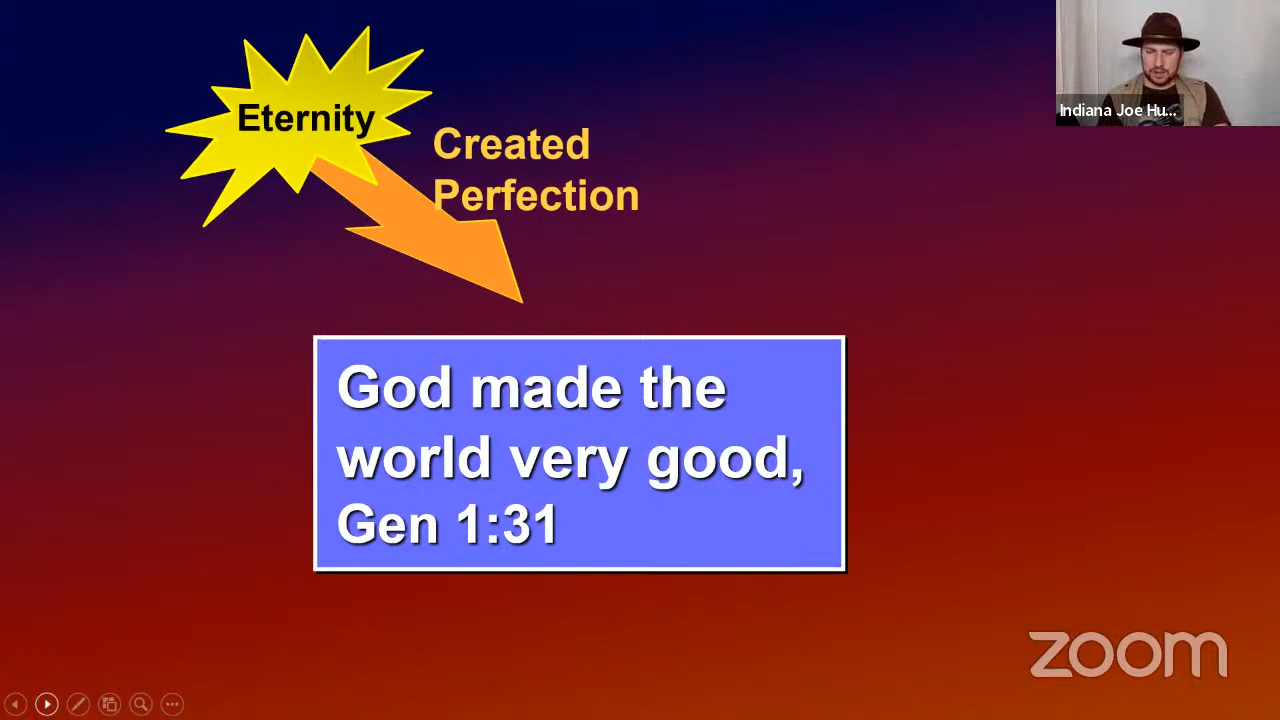 Eternity
Created
Perfection
God made the
world very good,
Gen 1:31
Indiana Joe Hu...
zoom